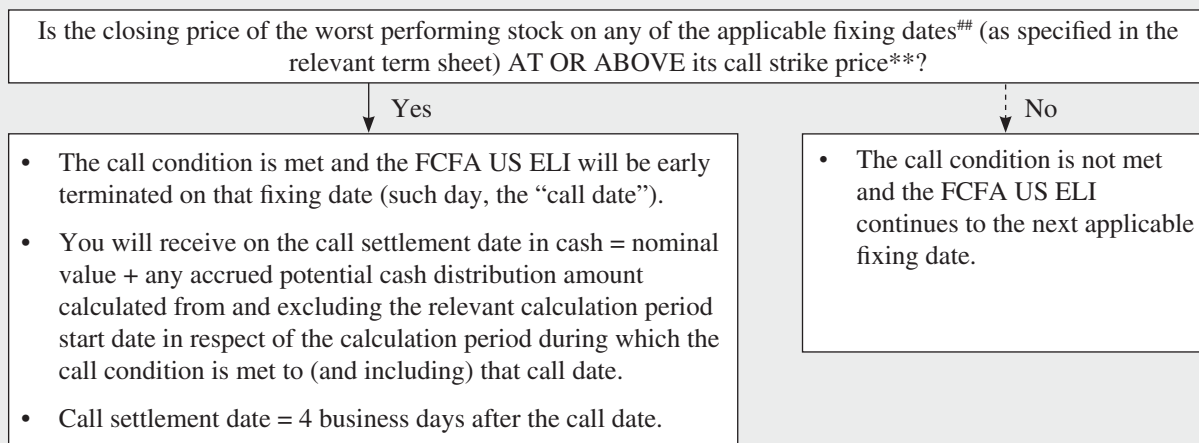 Is the closing price of the worst performing stock on any of the applicable fixing dates## (as specified in the
relevant term sheet) AT OR ABOVE its call strike price**?
Yes
No
• The call condition is met and the FCFA US ELI will be early
terminated on that fixing date (such day, the “call date”).
• You will receive on the call settlement date in cash = nominal
value + any accrued potential cash distribution amount
calculated from and excluding the relevant calculation period
start date in respect of the calculation period during which the
call condition is met to (and including) that call date.
• Call settlement date = 4 business days after the call date.
• The call condition is not met
and the FCFA US ELI
continues to the next applicable
fixing date.